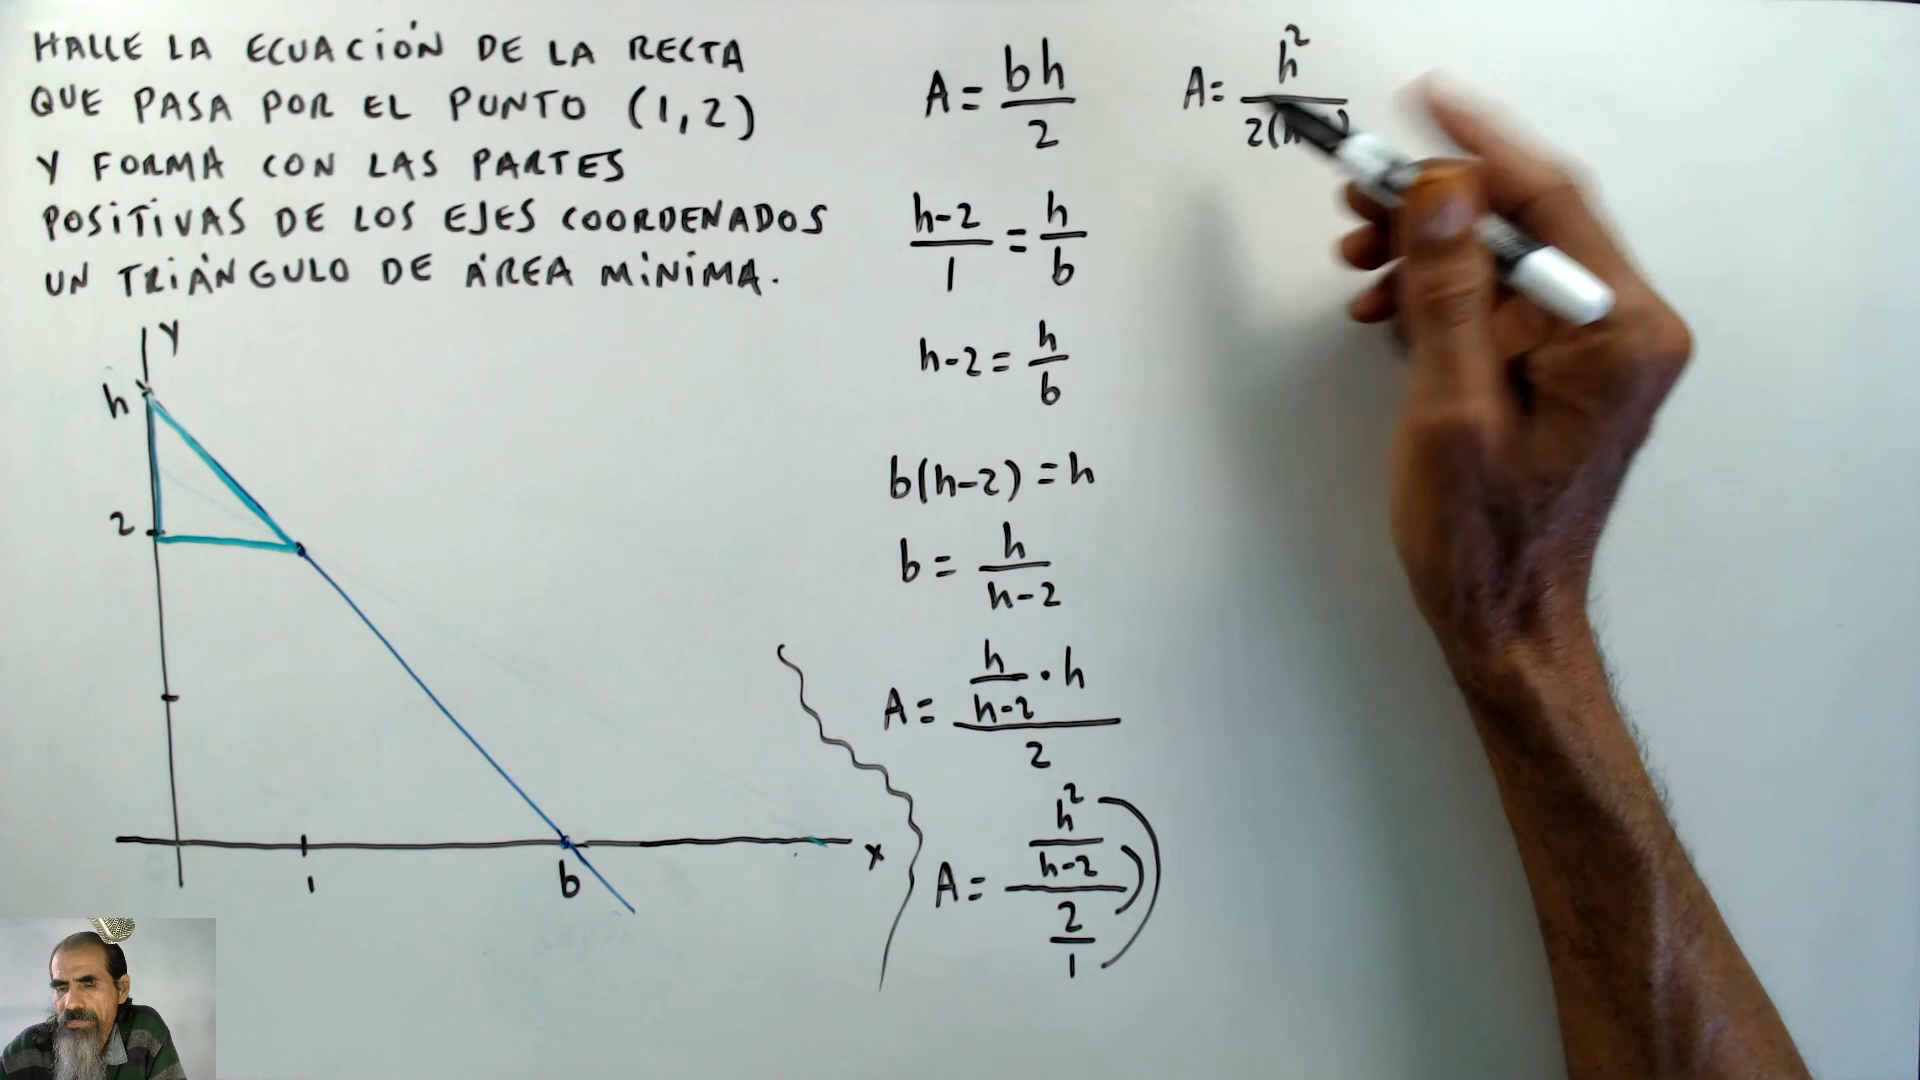 HALLE LA ECUACIÓN DE LA RECTA
QUE PASA POR EL PUNTO (1,2)
Y FORMA CON LAS PARTES
POSITIVAS DE LOS EJES COORDENADOS
UN TRIÁNGULO DE ÁREA MÍNIMA.
y
h
2
1
b
x
A = bh/2
(h-2)/1 = h/b
h-2 = h/b
b(h-2) = h
b = h/(h-2)
A = (h/(h-2) · h)/2
A = (h²/(h-2))/(2/1)
A = h²/2(